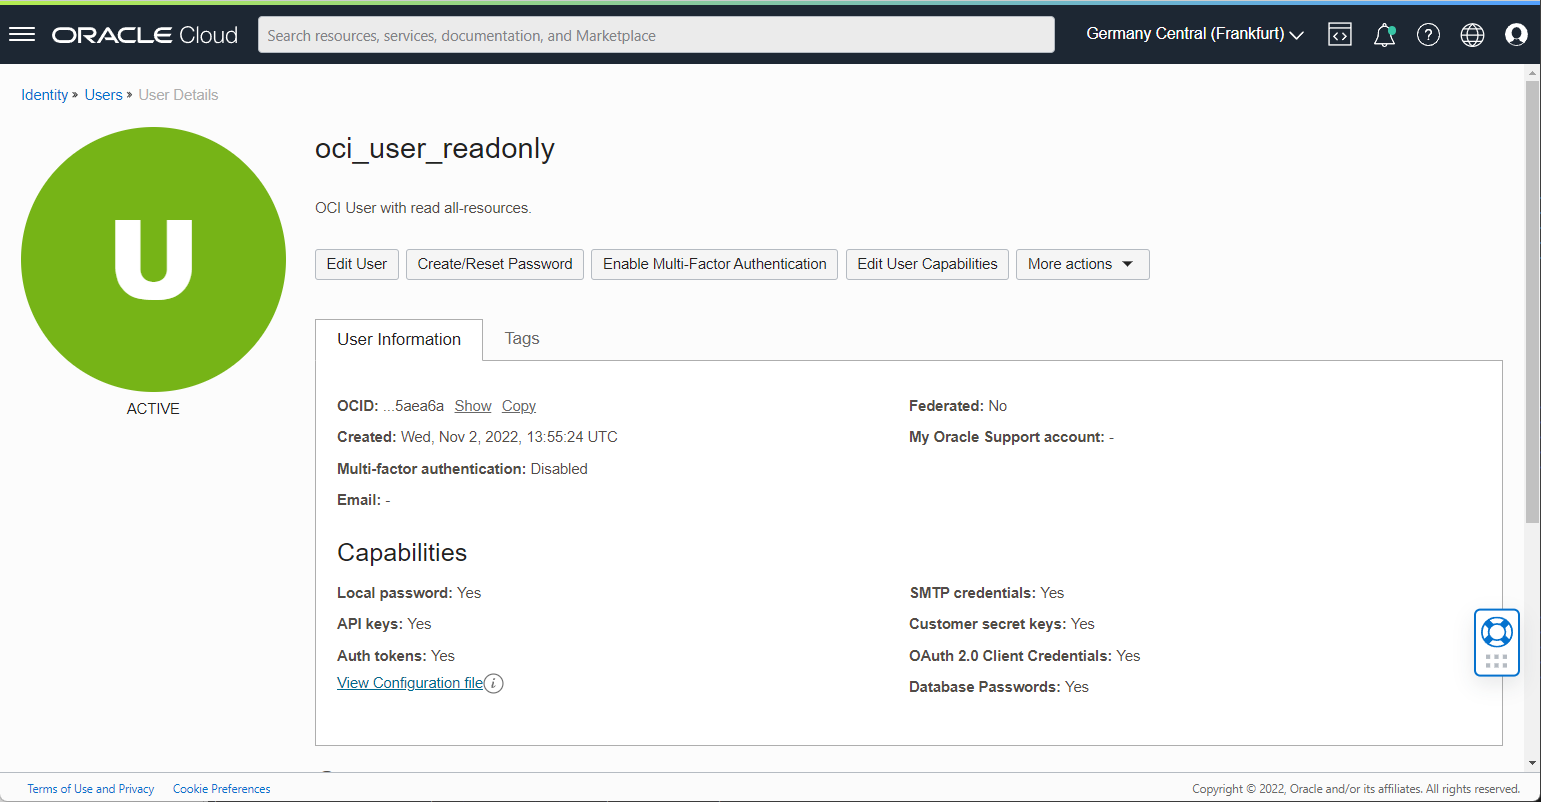 ORACLE Cloud
Search resources, services, documentation, and Marketplace
Germany Central (Frankfurt)
Identity » Users » User Details
U
ACTIVE
oci_user_readonly
OCI User with read all-resources.
Edit User
Create/Reset Password
Enable Multi-Factor Authentication
Edit User Capabilities
More actions
User Information
Tags
OCID: ...5aea6a Show Copy
Created: Wed, Nov 2, 2022, 13:55:24 UTC
Multi-factor authentication: Disabled
Email: -
Federated: No
My Oracle Support account: -
Capabilities
Local password: Yes
API keys: Yes
Auth tokens: Yes
View Configuration file
SMTP credentials: Yes
Customer secret keys: Yes
OAuth 2.0 Client Credentials: Yes
Database Passwords: Yes
Terms of Use and Privacy
Cookie Preferences
Copyright © 2022, Oracle and/or its affiliates. All rights reserved.